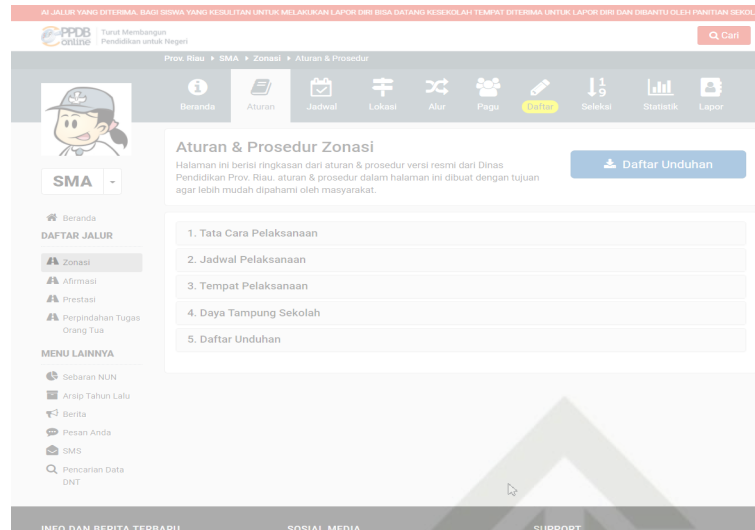 AI JALUR YANG DITERIMA. BAGI SISWA YANG KESULITAN UNTUK MELAKUKAN LAPOR DIRI BISA DATANG KESEKOLAH TEMPAT DITERIMA UNTUK LAPOR DIRI DAN DIBANTU OLEH PANITIAN SEKOL
PPDB online
Turut Membangun
Pendidikan untuk Negeri
Cari
Prov. Riau SMA Zonasi Aturan & Prosedur
Beranda Aturan Jadwal Lokasi Alur Pagu Daftar Seleksi Statistik Lapor
SMA
Beranda
DAFTAR JALUR
Zonasi
Afirmasi
Prestasi
Perpindahan Tugas
Orang Tua
MENU LAINNYA
Sebaran NUN
Arsip Tahun Lalu
Berita
Pesan Anda
SMS
Pencarian Data
DNT
Aturan & Prosedur Zonasi
Halaman ini berisi ringkasan dari aturan & prosedur versi resmi dari Dinas
Pendidikan Prov. Riau. aturan & prosedur dalam halaman ini dibuat dengan tujuan
agar lebih mudah dipahami oleh masyarakat.
Daftar Unduhan
1. Tata Cara Pelaksanaan
2. Jadwal Pelaksanaan
3. Tempat Pelaksanaan
4. Daya Tampung Sekolah
5. Daftar Unduhan
INFO DAN BERITA TERBARU SOSIAL MEDIA SUPPORT